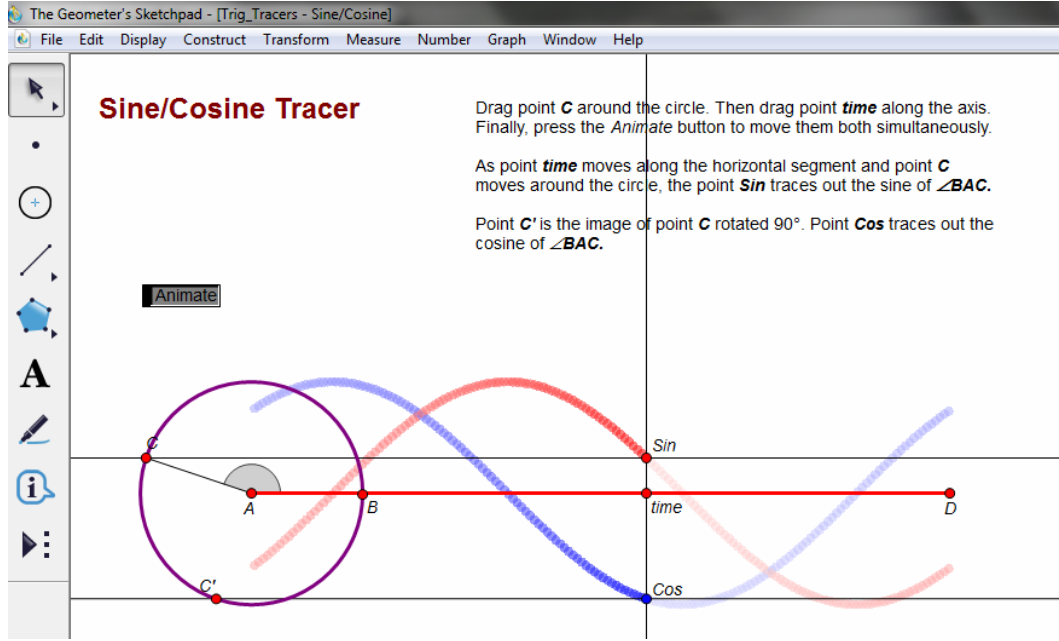 The Geometer's Sketchpad - [Trig_Tracers - Sine/Cosine]
File Edit Display Construct Transform Measure Number Graph Window Help
Sine/Cosine Tracer
Drag point C around the circle. Then drag point time along the axis.
Finally, press the Animate button to move them both simultaneously.
As point time moves along the horizontal segment and point C
moves around the circle, the point Sin traces out the sine of ∠BAC.
Point C' is the image of point C rotated 90°. Point Cos traces out the
cosine of ∠BAC.
Animate
A
C
Sin
A
B
time
D
C'
Cos